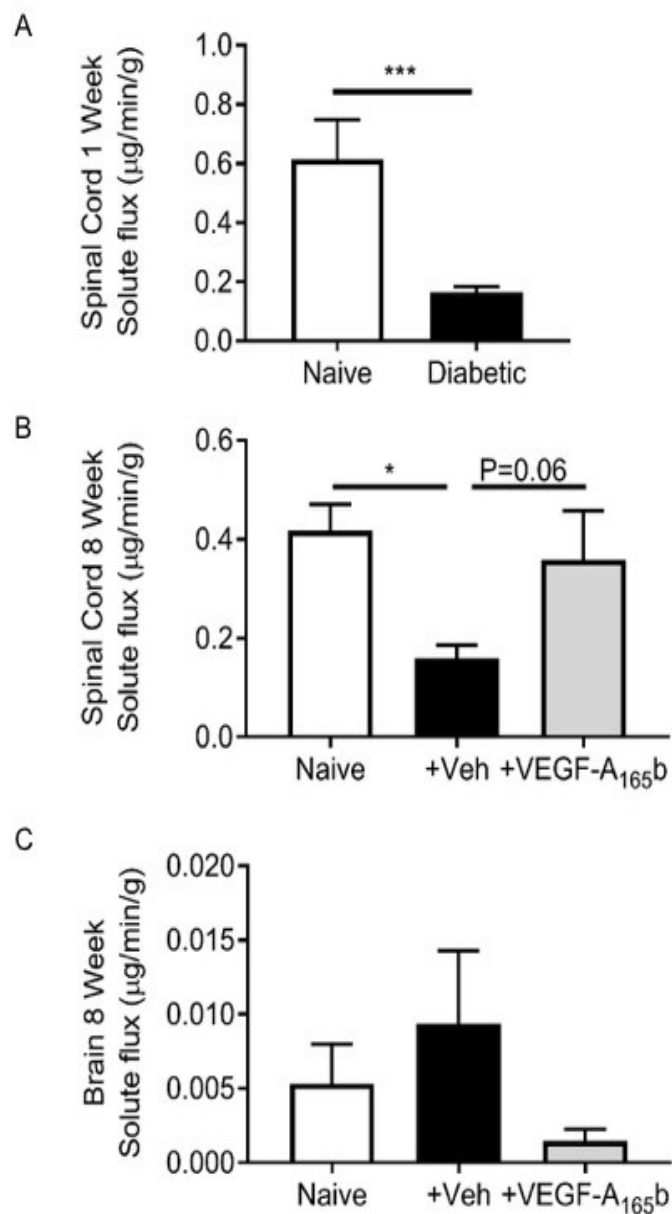 A
Spinal Cord 1 Week
Solute flux (μg/min/g)
1.0
0.8
0.6
0.4
0.2
0.0
***
Naive
Diabetic
B
Spinal Cord 8 Week
Solute flux (μg/min/g)
0.6
0.4
0.2
0.0
*
P=0.06
Naive
+Veh
+VEGF-A₁₆₅b
C
Brain 8 Week
Solute flux (μg/min/g)
0.020
0.015
0.010
0.005
0.000
Naive
+Veh
+VEGF-A₁₆₅b